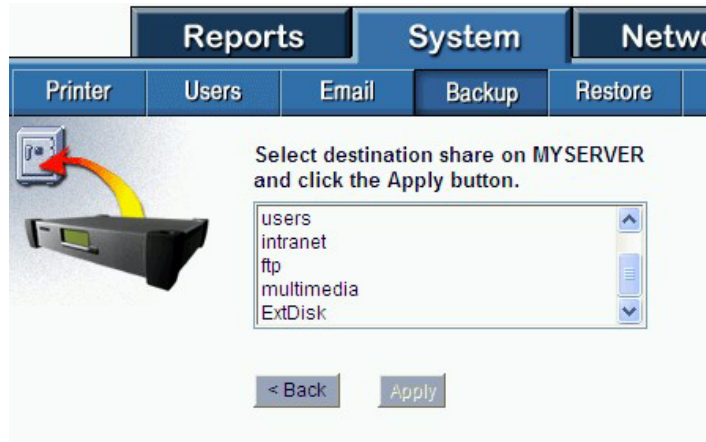 Reports System Netwo
Printer Users Email Backup Restore
Select destination share on MYSERVER
and click the Apply button.
users
intranet
ftp
multimedia
ExtDisk
< Back Apply